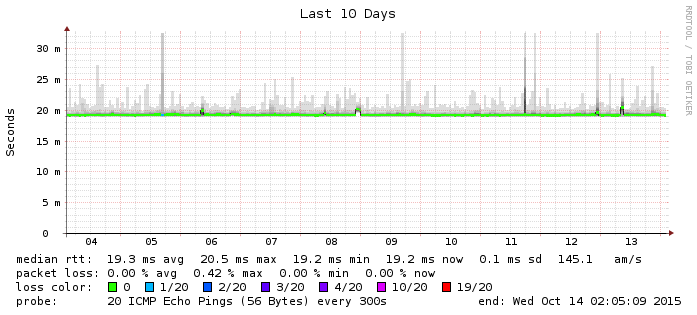 Last 10 Days
RRDTOOL / TOBI OETIKER
Seconds
30 m
25 m
20 m
15 m
10 m
5 m
0
04 05 06 07 08 09 10 11 12 13
median rtt: 19.3 ms avg 20.5 ms max 19.2 ms min 19.2 ms now 0.1 ms sd 145.1 am/s
packet loss: 0.00 % avg 0.42 % max 0.00 % min 0.00 % now
loss color: 0 1/20 2/20 3/20 4/20 10/20 19/20
probe: 20 ICMP Echo Pings (56 Bytes) every 300s end: Wed Oct 14 02:05:09 2015